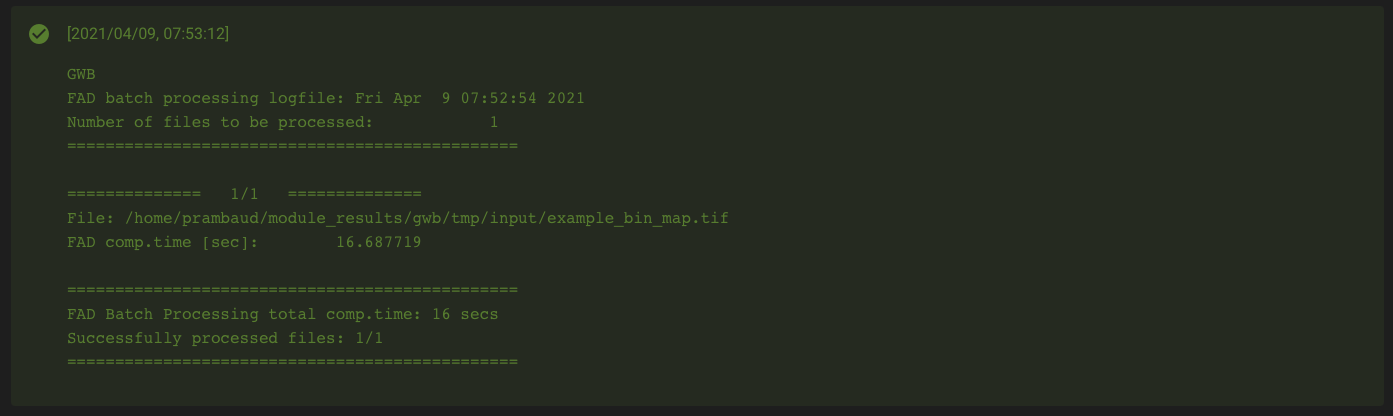 [2021/04/09, 07:53:12]
GWB
FAD batch processing logfile: Fri Apr  9 07:52:54 2021
Number of files to be processed:            1
===============================================
==============   1/1   ==============
File: /home/prambaud/module_results/gwb/tmp/input/example_bin_map.tif
FAD comp.time [sec]:        16.687719
===============================================
FAD Batch Processing total comp.time: 16 secs
Successfully processed files: 1/1
===============================================